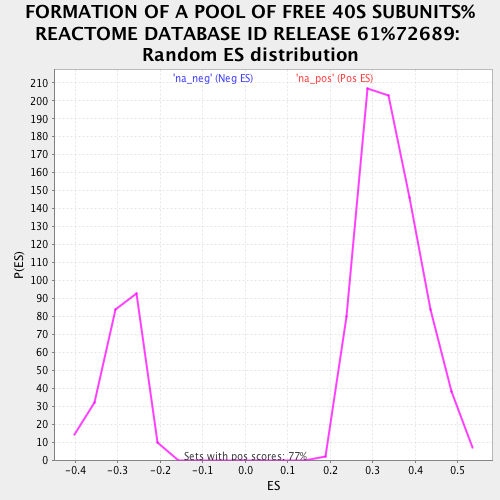 FORMATION OF A POOL OF FREE 40S SUBUNITS%
REACTOME DATABASE ID RELEASE 61%72689:
Random ES distribution
'na_neg' (Neg ES) 'na_pos' (Pos ES)
210
200
190
180
170
160
150
140
130
120
110
100
90
80
70
60
50
40
30
20
10
0
P(ES)
Sets with pos scores: 77%
-0.4 -0.3 -0.2 -0.1 0.0 0.1 0.2 0.3 0.4 0.5
ES